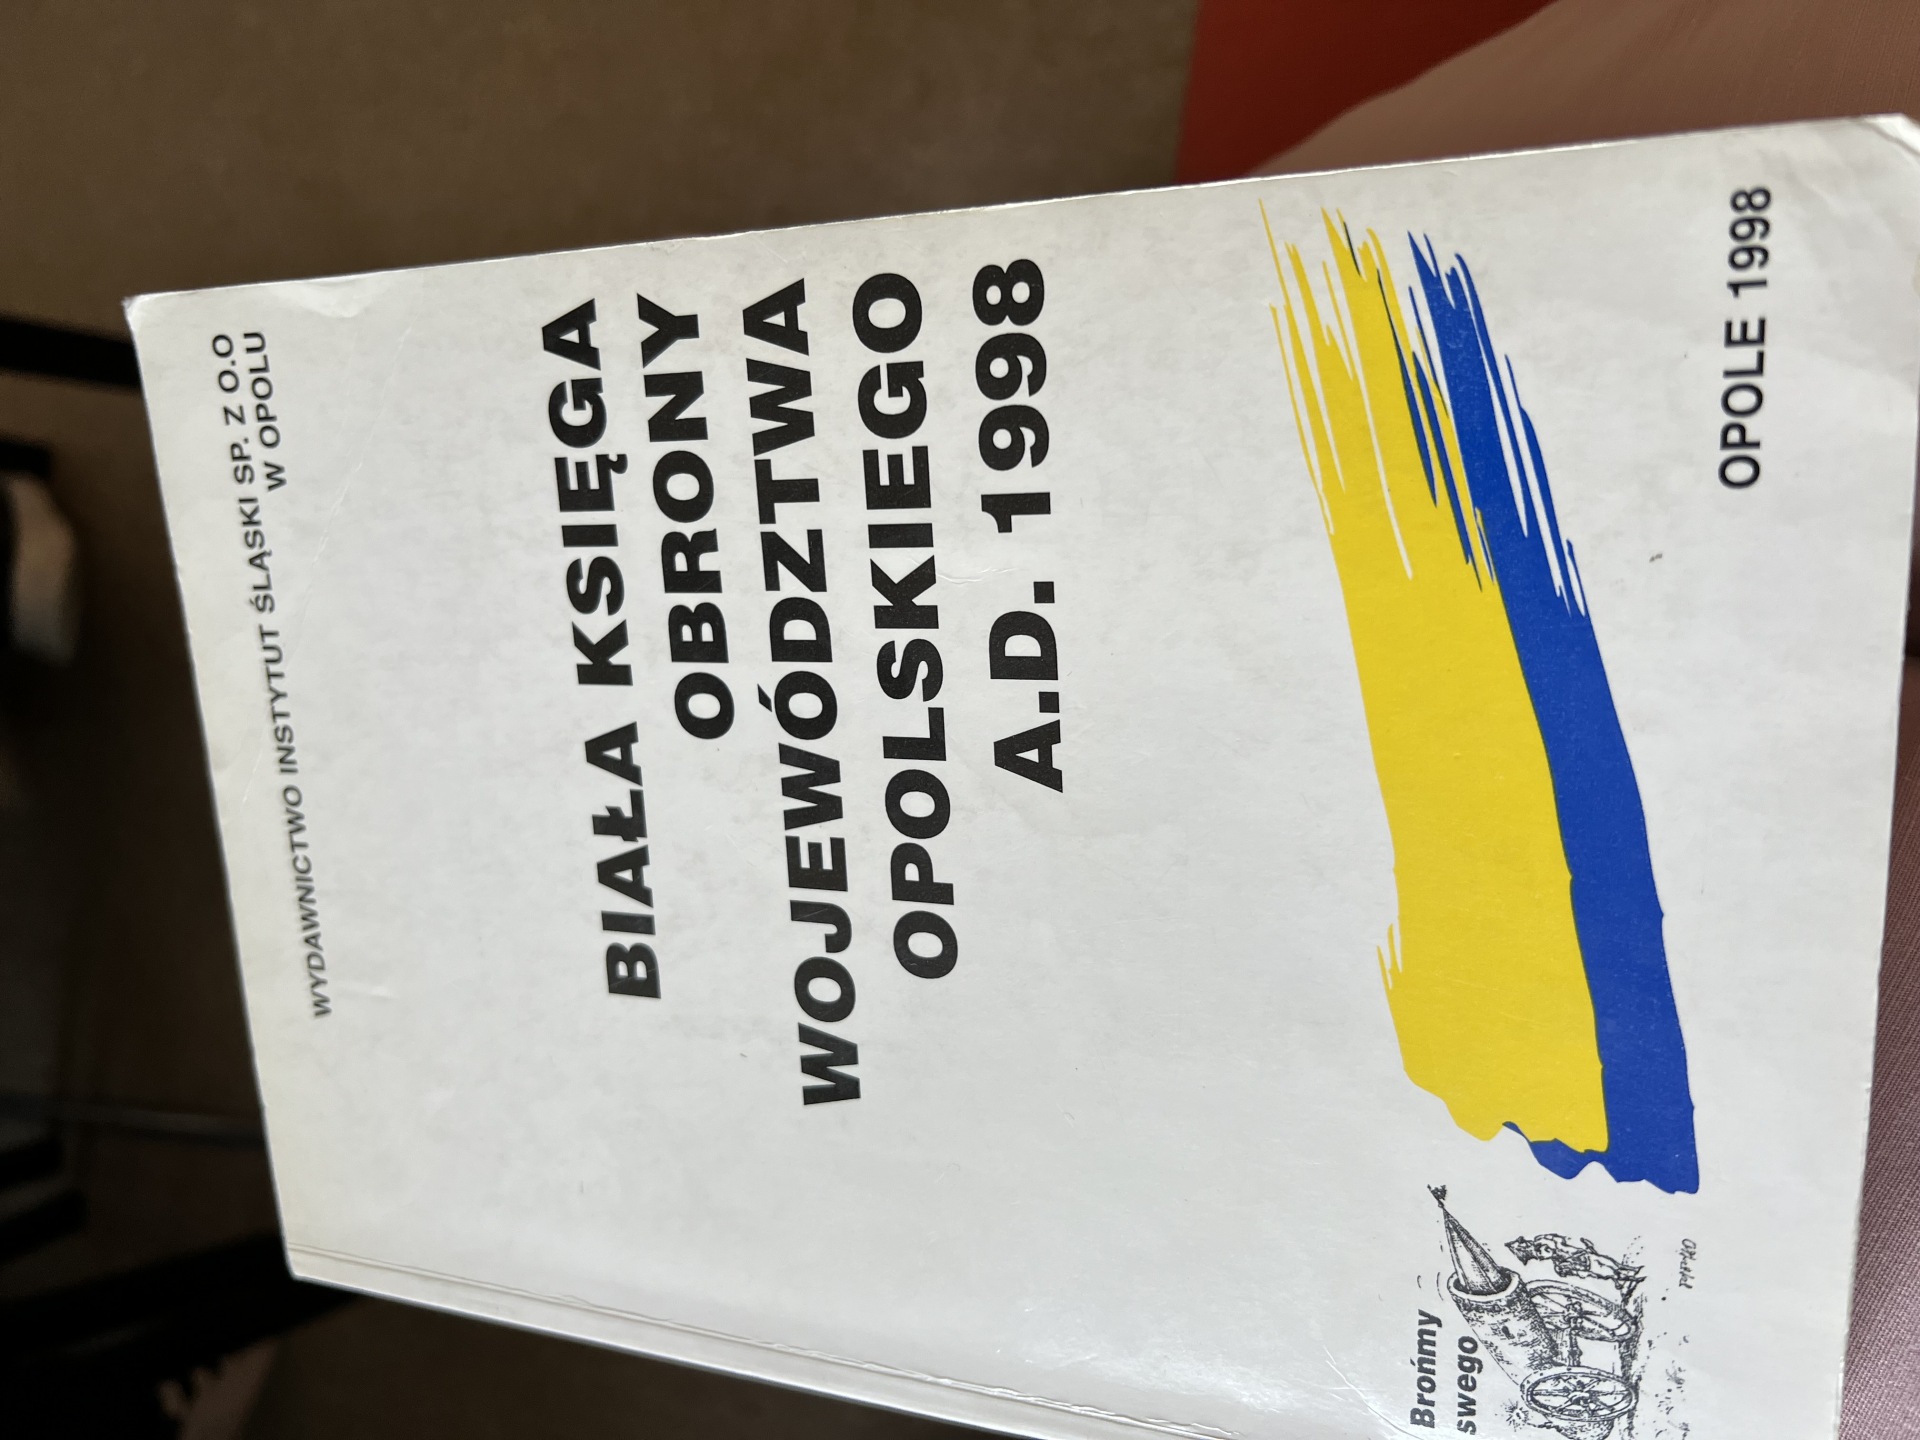 WYDAWNICTWO INSTYTUT ŚLĄSKI SP. Z O.O
W OPOLU
BIAŁA KSIĘGA
OBRONY
WOJEWÓDZTWA
OPOLSKIEGO
A.D. 1998
Brońmy
swego
OPOLE 1998